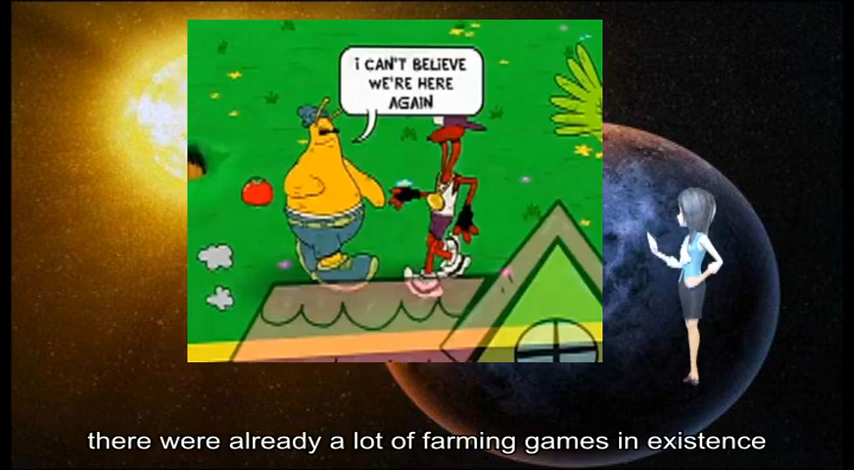 i CAN'T BELiEVE
WE'RE HERE
AGAiN
there were already a lot of farming games in existence